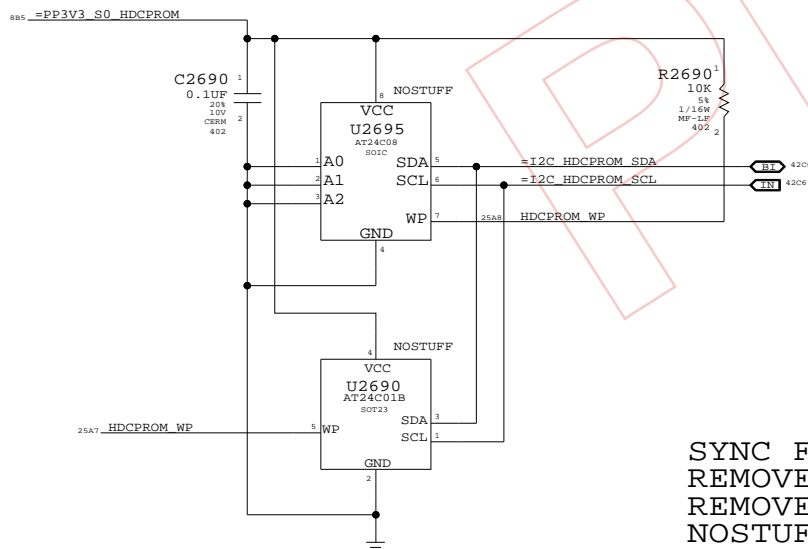 8B5 =PP3V3_S0_HDCPROM
C2690 1
0.1UF
20%
10V
CERM
402
2
NOSTUFF
8
VCC
U2695
AT24C08
SOIC
1 A0
2 A1
3 A2
SDA 5 =I2C_HDCPROM_SDA
SCL 6 =I2C_HDCPROM_SCL
WP 7 25A8 HDCPROM_WP
GND
4
R2690 1
10K
5%
1/16W
MF-LF
402 2
BI
IN 42C6
NOSTUFF
4
VCC
U2690
AT24C01B
SOT23
25A7 HDCPROM_WP 5 WP
SDA 3
SCL 1
GND
2
SYNC
REMOVE
REMOVE